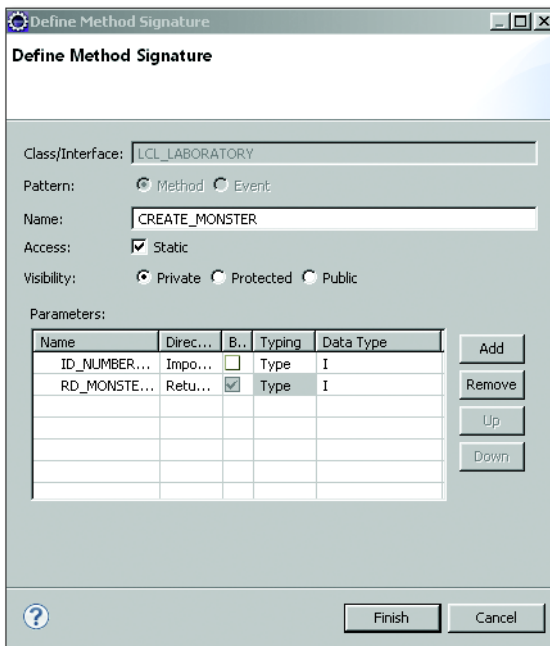 Define Method Signature
Define Method Signature
Class/Interface: LCL_LABORATORY
Pattern: Method Event
Name: CREATE_MONSTER
Access: Static
Visibility: Private Protected Public
Parameters:
Name Direc... B.. Typing Data Type
ID_NUMBER... Impo... Type I
RD_MONSTE... Retu... Type I
Add
Remove
Up
Down
? Finish Cancel